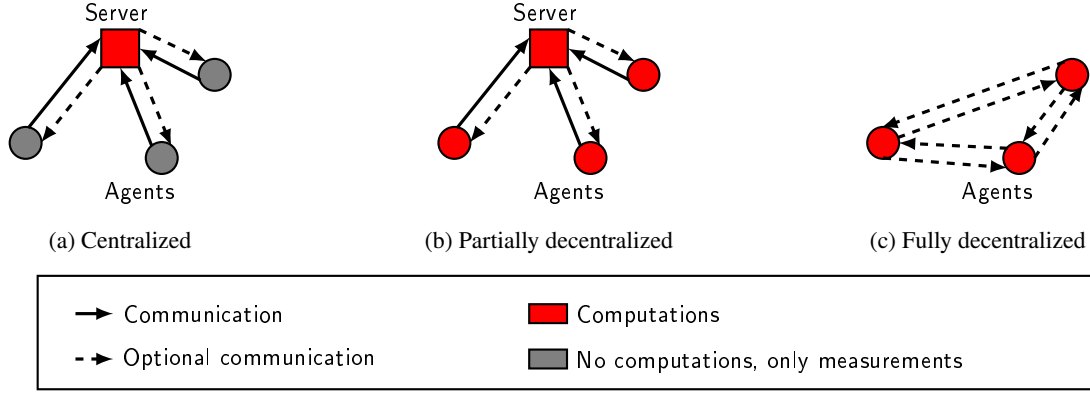 Server
Server
Agents
Agents
Agents
(a) Centralized
(b) Partially decentralized
(c) Fully decentralized
Communication
Computations
Optional communication
No computations, only measurements